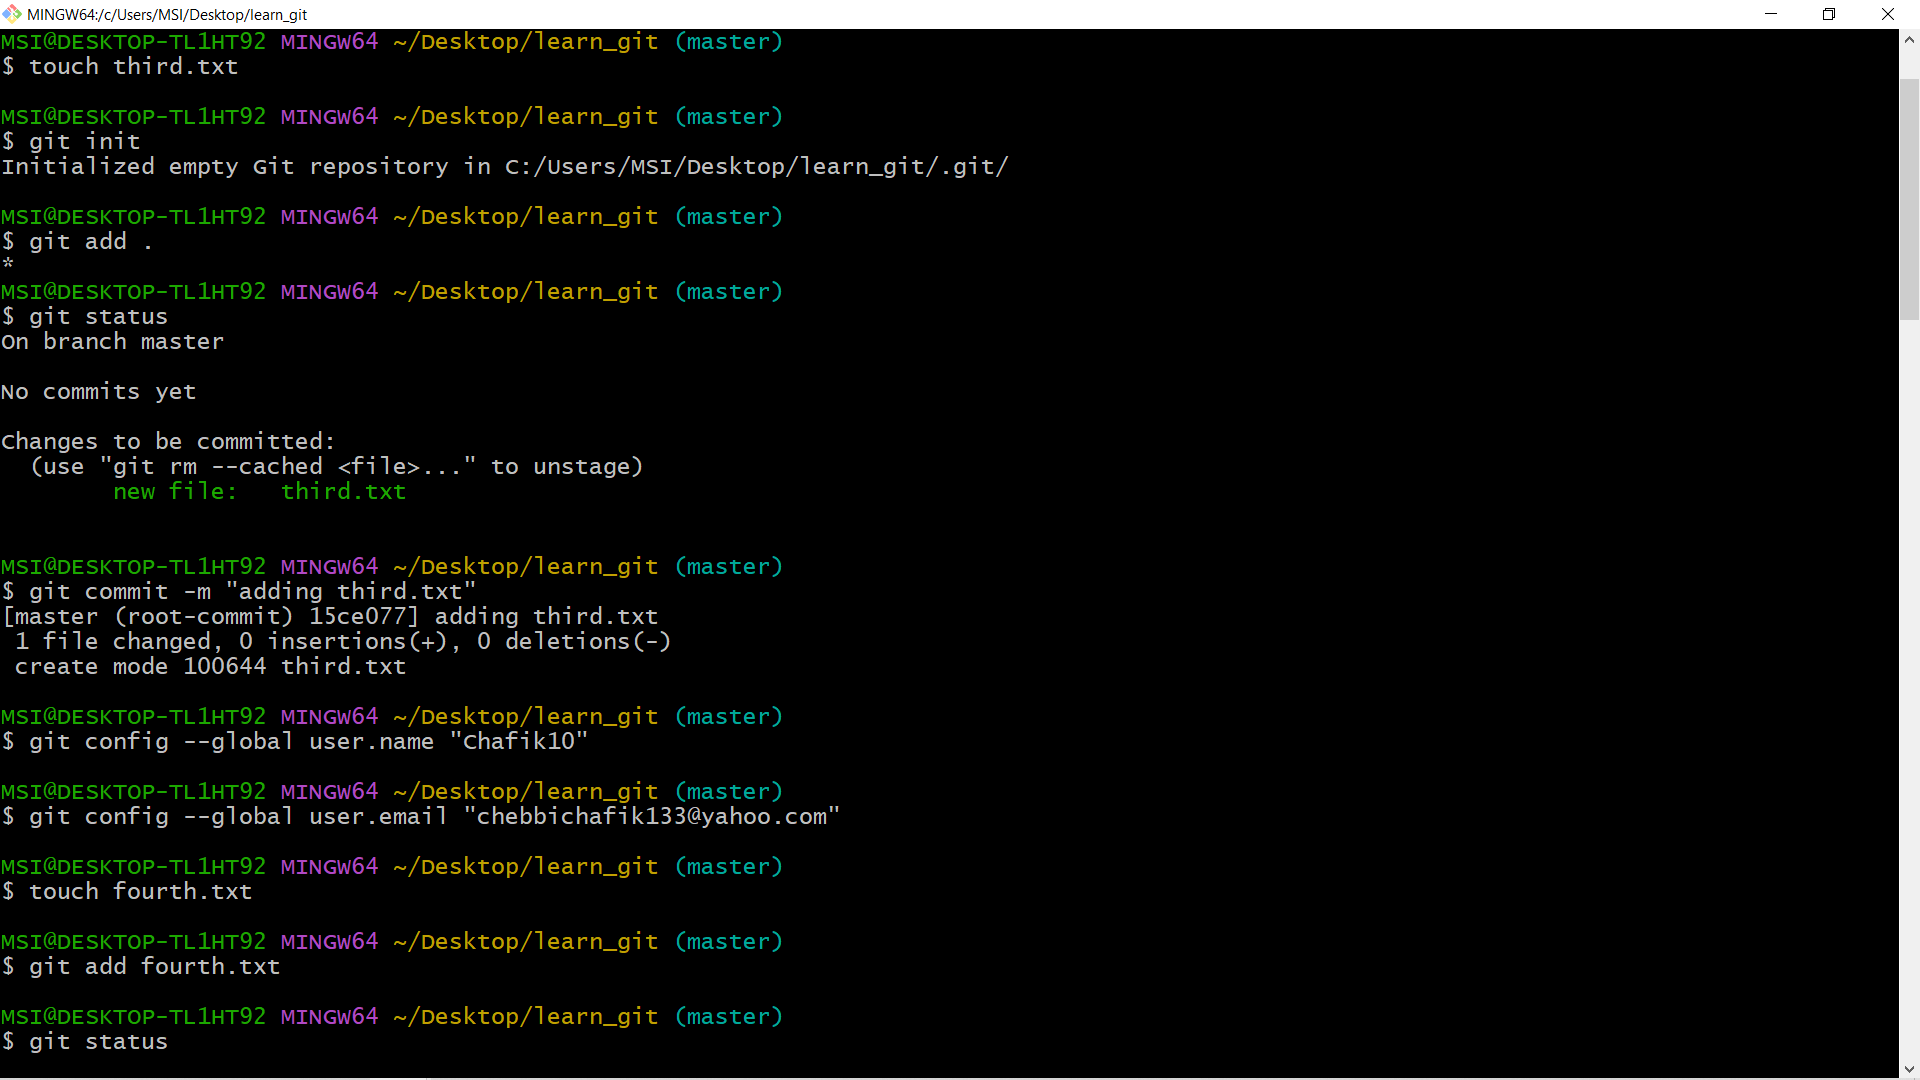 MINGW64:/c/Users/MSI/Desktop/learn_git
MSI@DESKTOP-TL1HT92 MINGW64 ~/Desktop/learn_git (master)
$ touch third.txt
MSI@DESKTOP-TL1HT92 MINGW64 ~/Desktop/learn_git (master)
$ git init
Initialized empty Git repository in C:/Users/MSI/Desktop/learn_git/.git/
MSI@DESKTOP-TL1HT92 MINGW64 ~/Desktop/learn_git (master)
$ git add .
*
MSI@DESKTOP-TL1HT92 MINGW64 ~/Desktop/learn_git (master)
$ git status
On branch master
No commits yet
Changes to be committed:
  (use "git rm --cached <file>..." to unstage)
        new file:   third.txt
MSI@DESKTOP-TL1HT92 MINGW64 ~/Desktop/learn_git (master)
$ git commit -m "adding third.txt"
[master (root-commit) 15ce077] adding third.txt
 1 file changed, 0 insertions(+), 0 deletions(-)
 create mode 100644 third.txt
MSI@DESKTOP-TL1HT92 MINGW64 ~/Desktop/learn_git (master)
$ git config --global user.name "Chafik10"
MSI@DESKTOP-TL1HT92 MINGW64 ~/Desktop/learn_git (master)
$ git config --global user.email "chebbichafik133@yahoo.com"
MSI@DESKTOP-TL1HT92 MINGW64 ~/Desktop/learn_git (master)
$ touch fourth.txt
MSI@DESKTOP-TL1HT92 MINGW64 ~/Desktop/learn_git (master)
$ git add fourth.txt
MSI@DESKTOP-TL1HT92 MINGW64 ~/Desktop/learn_git (master)
$ git status